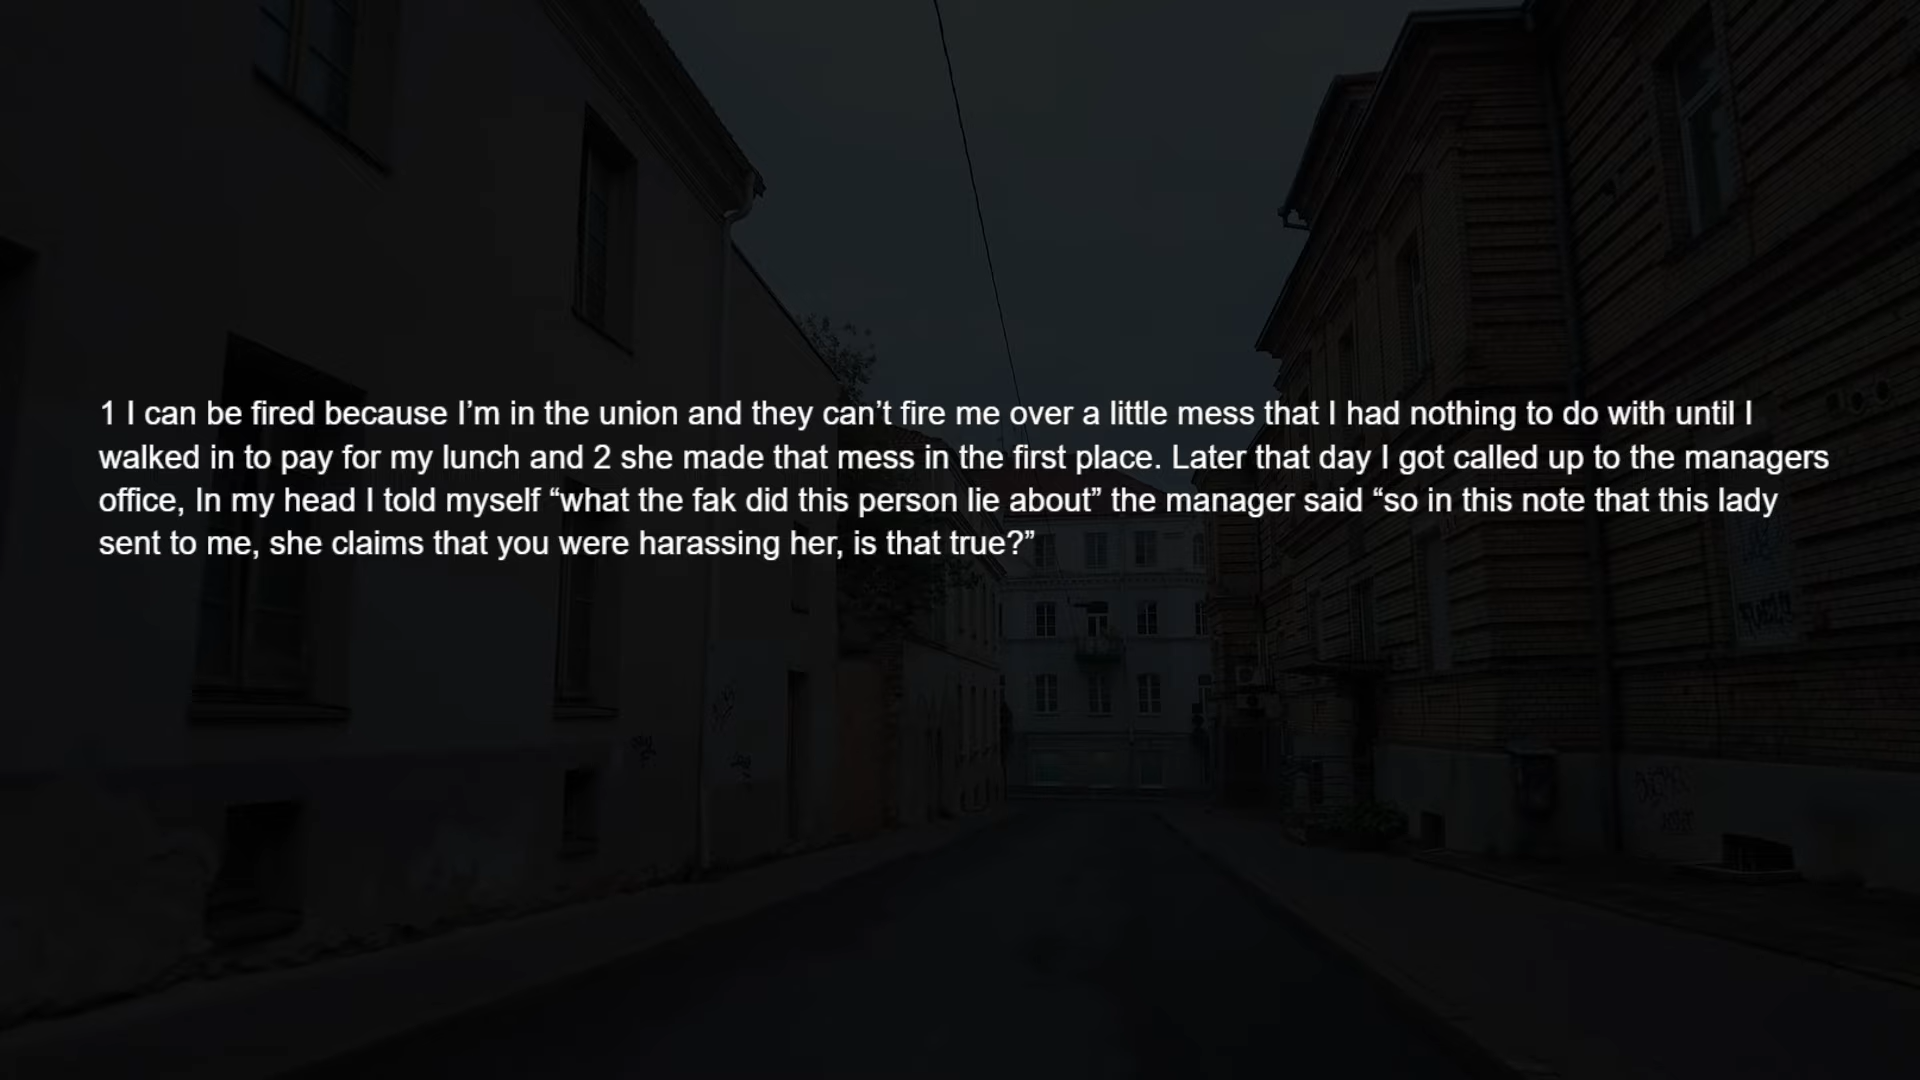 1 I can be fired because I’m in the union and they can’t fire me over a little mess that I had nothing to do with until I
walked in to pay for my lunch and 2 she made that mess in the first place. Later that day I got called up to the managers
office, In my head I told myself “what the fak did this person lie about” the manager said “so in this note that this lady
sent to me, she claims that you were harassing her, is that true?”